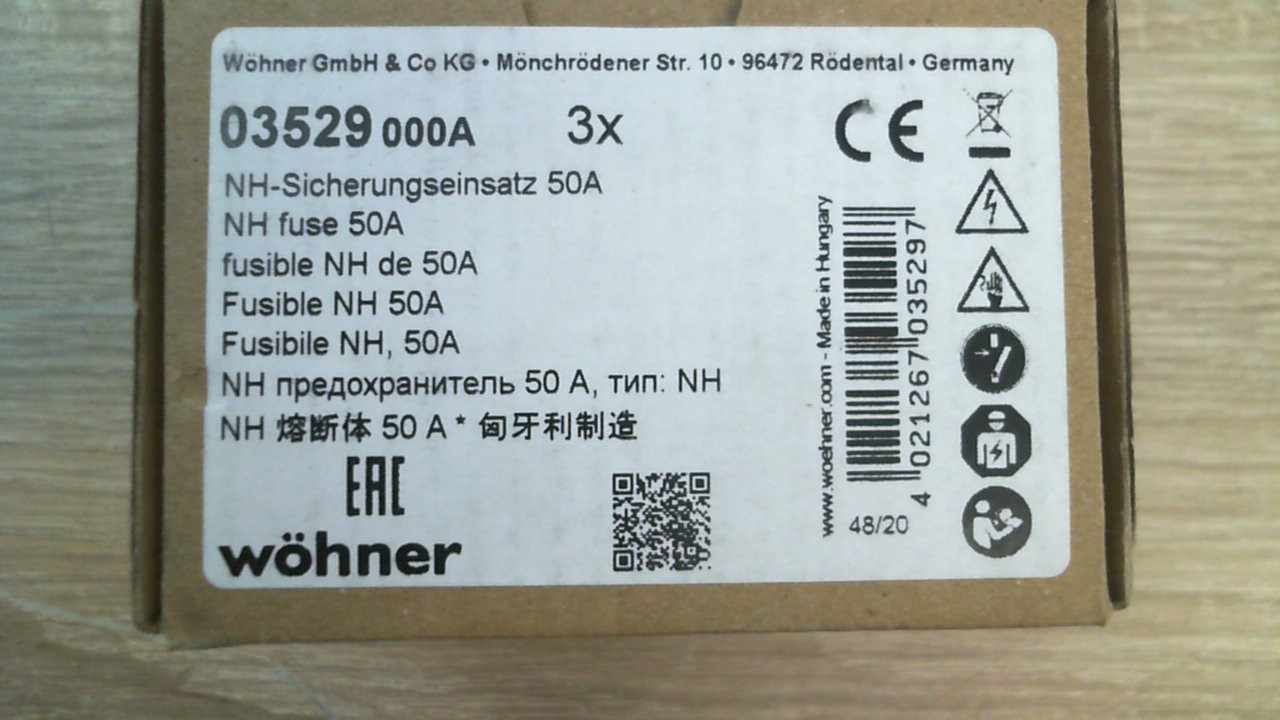 Wöhner GmbH & Co KG • Mönchrödener Str. 10 • 96472 Rödental • Germany
03529 000A 3x
NH-Sicherungseinsatz 50A
NH fuse 50A
fusible NH de 50A
Fusible NH 50A
Fusibile NH, 50A
NH предохранитель 50 А, тип: NH
NH 熔断体 50 A * 匈牙利制造
EAC
wöhner
CE
www.woehner.com - Made in Hungary
4 021267 035297
48/20